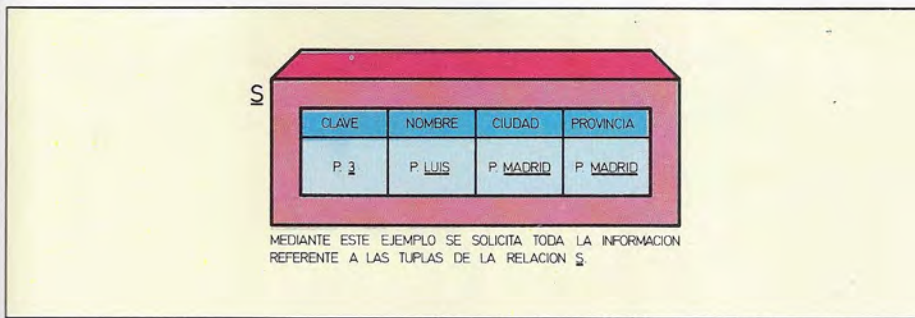 S
CLAVE NOMBRE CIUDAD PROVINCIA
P. 3 P. LUIS P. MADRID P. MADRID
MEDIANTE ESTE EJEMPLO SE SOLICITA TODA LA INFORMACION
REFERENTE A LAS TUPLAS DE LA RELACION S.